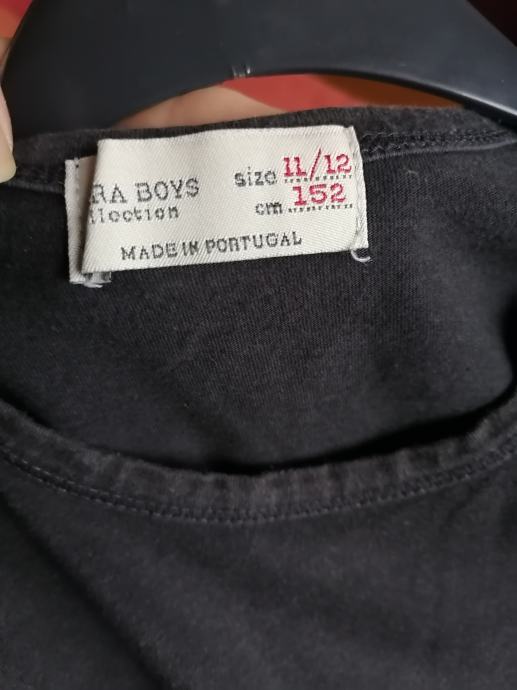 RA BOYS size 11/12
llection cm 152
MADE IN PORTUGAL